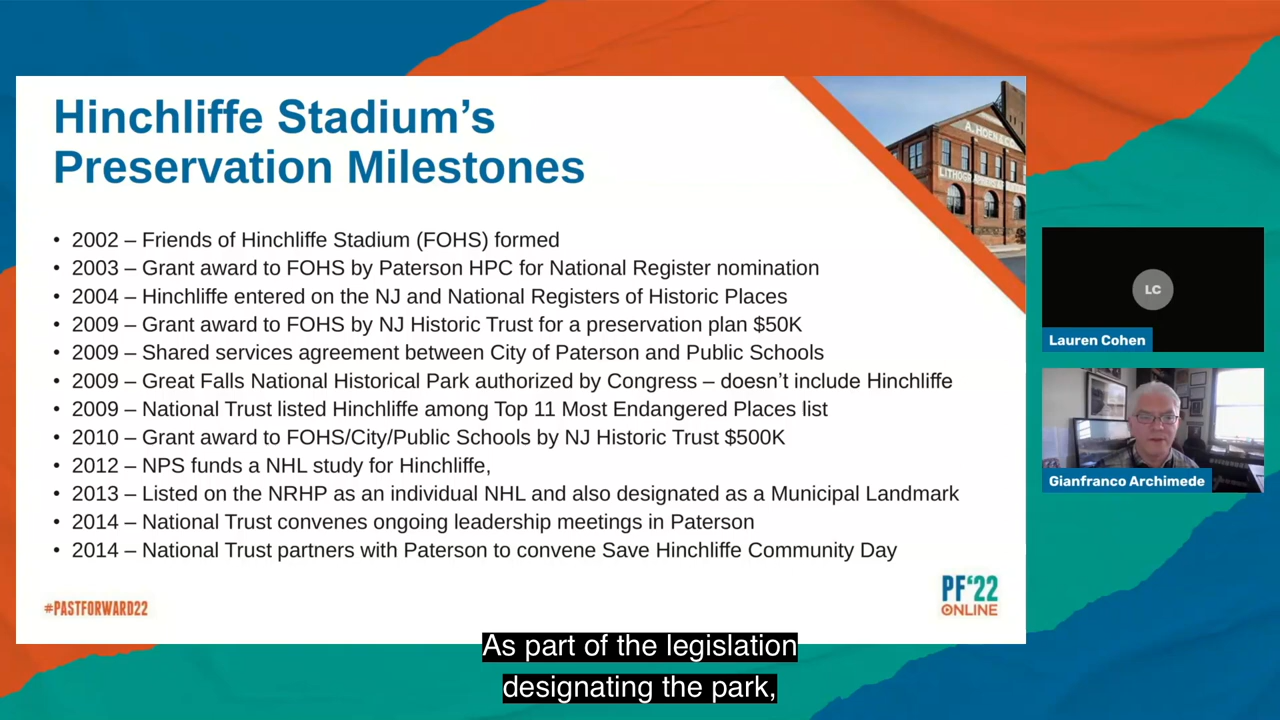 Hinchliffe Stadium’s
Preservation Milestones
A. HOEN & CO.
• 2002 – Friends of Hinchliffe Stadium (FOHS) formed
• 2003 – Grant award to FOHS by Paterson HPC for National Register nomination
• 2004 – Hinchliffe entered on the NJ and National Registers of Historic Places
• 2009 – Grant award to FOHS by NJ Historic Trust for a preservation plan $50K
• 2009 – Shared services agreement between City of Paterson and Public Schools
• 2009 – Great Falls National Historical Park authorized by Congress – doesn’t include Hinchliffe
• 2009 – National Trust listed Hinchliffe among Top 11 Most Endangered Places list
• 2010 – Grant award to FOHS/City/Public Schools by NJ Historic Trust $500K
• 2012 – NPS funds a NHL study for Hinchliffe,
• 2013 – Listed on the NRHP as an individual NHL and also designated as a Municipal Landmark
• 2014 – National Trust convenes ongoing leadership meetings in Paterson
• 2014 – National Trust partners with Paterson to convene Save Hinchliffe Community Day
#PASTFORWARD22
PF‘22
ONLINE
LC
Lauren Cohen
Gianfranco Archimede
As part of the legislation
designating the park,